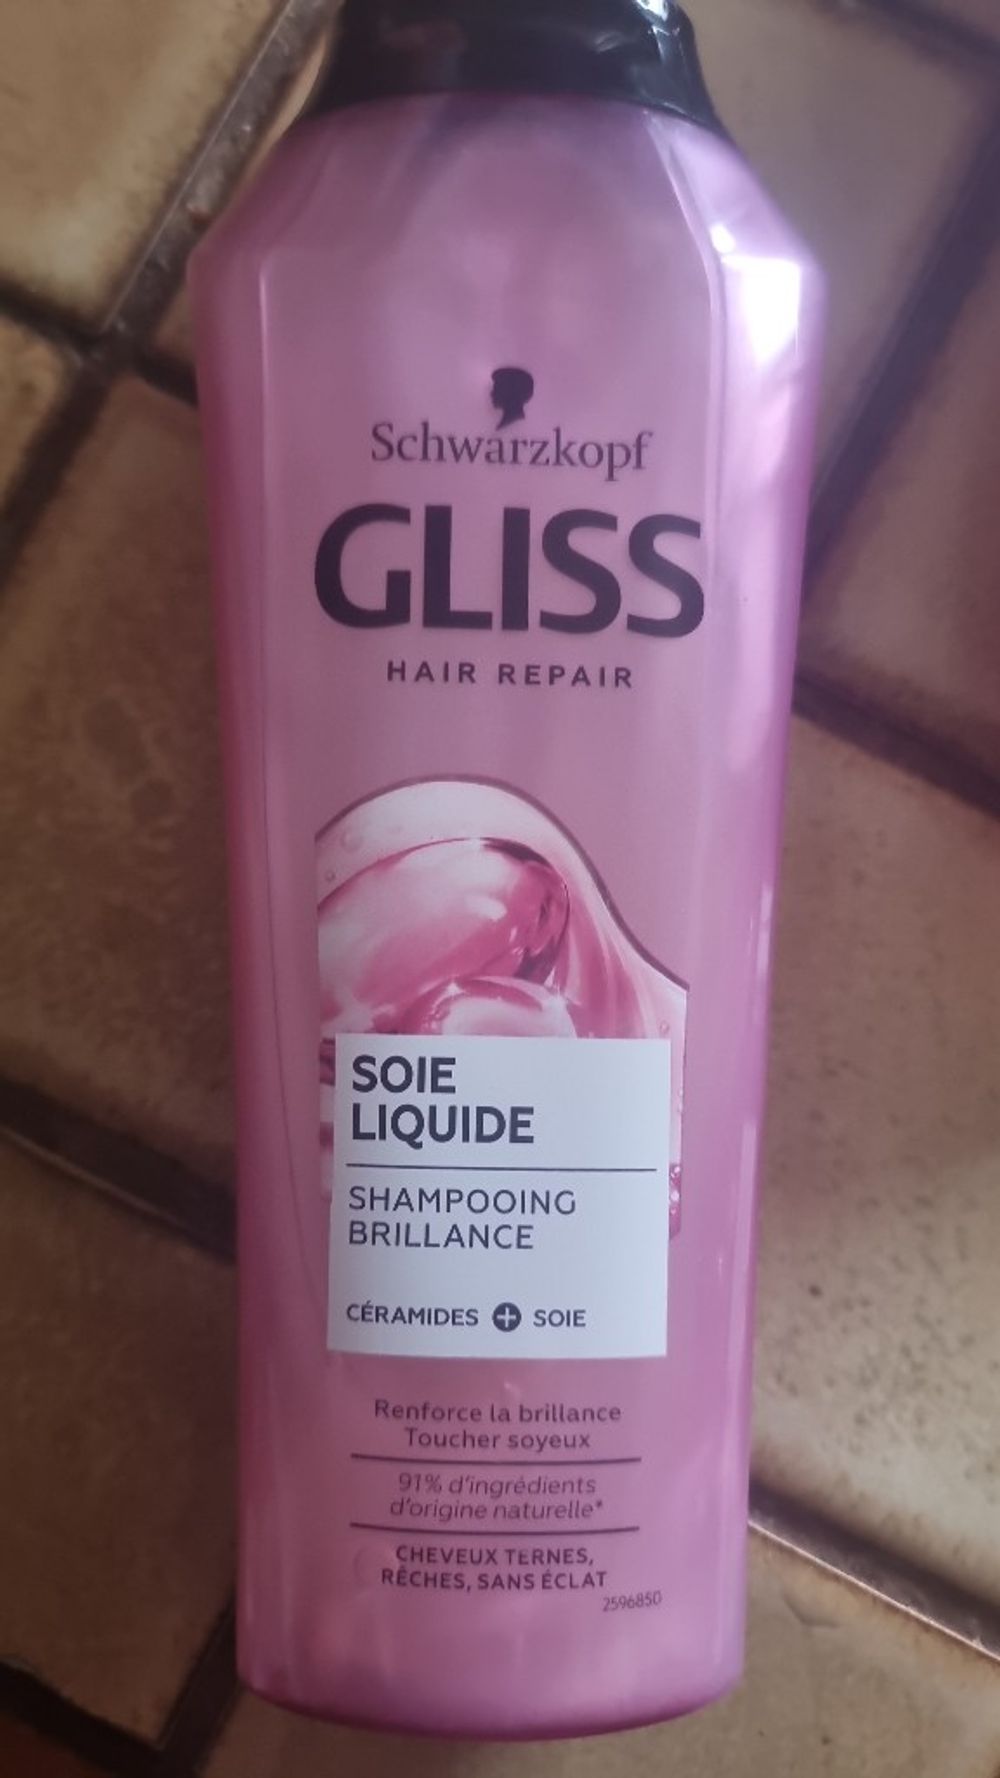 Schwarzkopf
GLISS
HAIR REPAIR
SOIE
LIQUIDE
SHAMPOOING
BRILLANCE
CÉRAMIDES + SOIE
Renforce la brillance
Toucher soyeux
91% d'ingrédients
d'origine naturelle*
CHEVEUX TERNES,
RÊCHES, SANS ÉCLAT
2596850